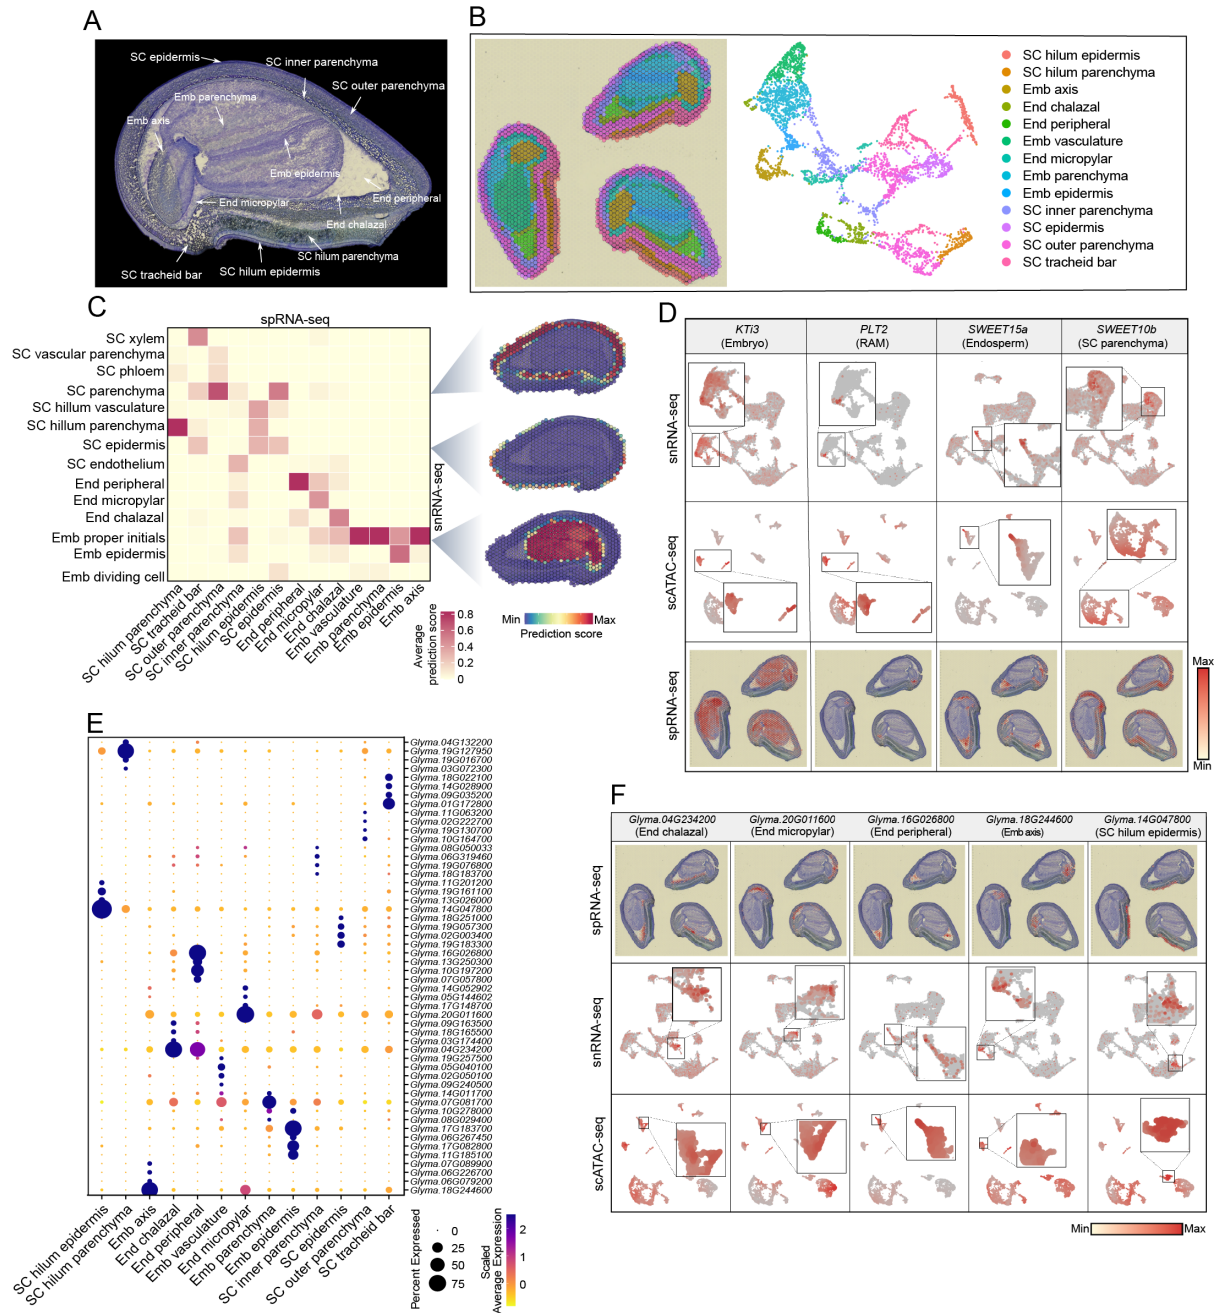 A
SC epidermis
SC inner parenchyma
SC outer parenchyma
Emb parenchyma
Emb axis
Emb epidermis
End peripheral
End micropylar
End chalazal
SC hilum parenchyma
SC tracheid bar
SC hilum epidermis
B
SC hilum epidermis
SC hilum parenchyma
Emb axis
End chalazal
End peripheral
Emb vasculature
End micropylar
Emb parenchyma
Emb epidermis
SC inner parenchyma
SC epidermis
SC outer parenchyma
SC tracheid bar
C
spRNA-seq
SC xylem
SC vascular parenchyma
SC phloem
SC parenchyma
SC hillum vasculature
SC hillum parenchyma
SC epidermis
SC endothelium
End peripheral
End micropylar
End chalazal
Emb proper initials
Emb epidermis
Emb dividing cell
snRNA-seq
SC hilum parenchyma
SC tracheid bar
SC outer parenchyma
SC inner parenchyma
SC hilum epidermis
SC epidermis
End peripheral
End micropylar
End chalazal
Emb vasculature
Emb parenchyma
Emb epidermis
Emb axis
Average
prediction score
0.8
0.6
0.4
0.2
0
Min
Max
Prediction score
D
KTi3
(Embryo)
PLT2
(RAM)
SWEET15a
(Endosperm)
SWEET10b
(SC parenchyma)
snRNA-seq
scATAC-seq
spRNA-seq
Max
Min
E
Glyma.04G132200
Glyma.19G127950
Glyma.19G016700
Glyma.03G072300
Glyma.18G022100
Glyma.14G028900
Glyma.09G035200
Glyma.01G172800
Glyma.11G063200
Glyma.02G222700
Glyma.19G130700
Glyma.10G164700
Glyma.08G050033
Glyma.06G319460
Glyma.19G076800
Glyma.18G183700
Glyma.11G201200
Glyma.19G161100
Glyma.13G026000
Glyma.14G047800
Glyma.18G251000
Glyma.19G057300
Glyma.02G003400
Glyma.19G183300
Glyma.16G026800
Glyma.13G250300
Glyma.10G197200
Glyma.07G057800
Glyma.14G052902
Glyma.05G144602
Glyma.17G148700
Glyma.20G011600
Glyma.09G163500
Glyma.18G165500
Glyma.03G174400
Glyma.04G234200
Glyma.19G257500
Glyma.05G040100
Glyma.02G050100
Glyma.09G240500
Glyma.14G011700
Glyma.07G081700
Glyma.10G278000
Glyma.08G029400
Glyma.17G183700
Glyma.06G267450
Glyma.17G082800
Glyma.11G185100
Glyma.07G089900
Glyma.06G226700
Glyma.06G079200
Glyma.18G244600
SC hilum epidermis
SC hilum parenchyma
Emb axis
End chalazal
End peripheral
Emb vasculature
End micropylar
Emb parenchyma
Emb epidermis
SC inner parenchyma
SC epidermis
SC outer parenchyma
SC tracheid bar
Percent Expressed
0
25
50
75
Scaled
Average Expression
2
1
0
F
Glyma.04G234200
(End chalazal)
Glyma.20G011600
(End micropylar)
Glyma.16G026800
(End peripheral)
Glyma.18G244600
(Emb axis)
Glyma.14G047800
(SC hilum epidermis)
spRNA-seq
snRNA-seq
scATAC-seq
Min
Max